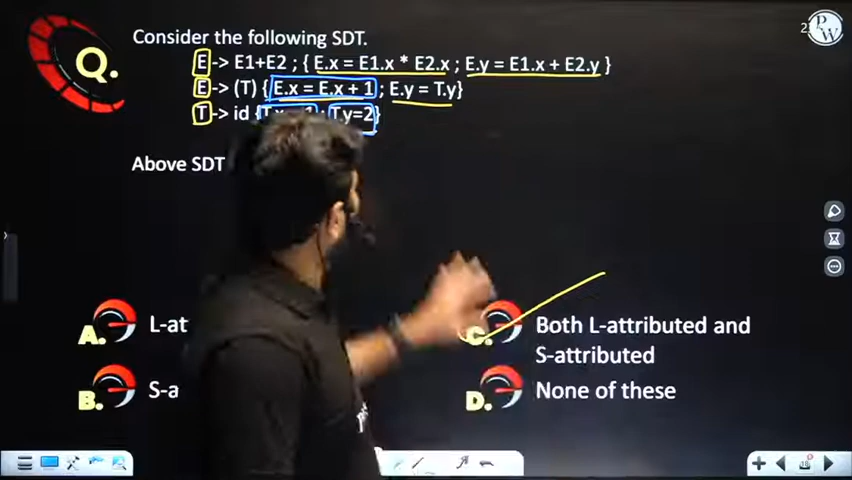 Q.
Consider the following SDT.
E -> E1+E2 ; { E.x = E1.x * E2.x ; E.y = E1.x + E2.y }
E -> (T) { E.x = E.x + 1 ; E.y = T.y}
T -> id { ; T.y=2}
Above SDT
A.
B.
C. Both L-attributed and
S-attributed
D. None of these